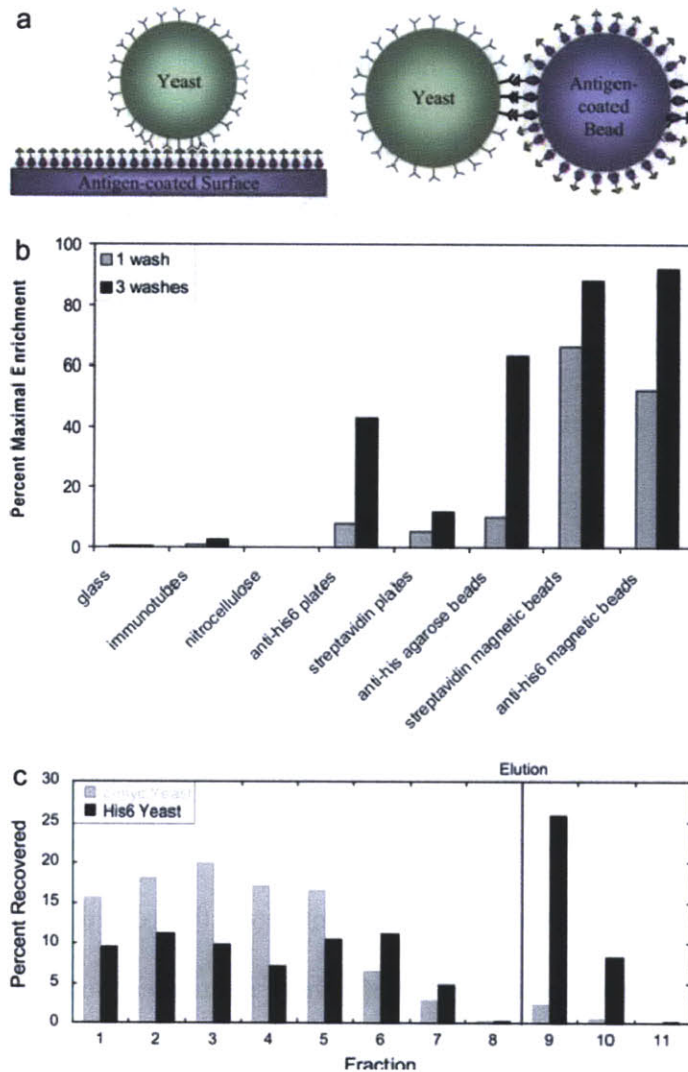 a
Yeast
Antigen-coated Surface
Yeast
Antigen-
coated
Bead
b
Percent Maximal Enrichment
100
80
60
40
20
0
1 wash
3 washes
glass
immunotubes
nitrocellulose
anti-his6 plates
streptavidin plates
anti-his agarose beads
streptavidin magnetic beads
anti-his6 magnetic beads
c
Elution
Percent Recovered
30
25
20
15
10
5
0
Yeast
His6 Yeast
1 2 3 4 5 6 7 8 9 10 11
Fraction